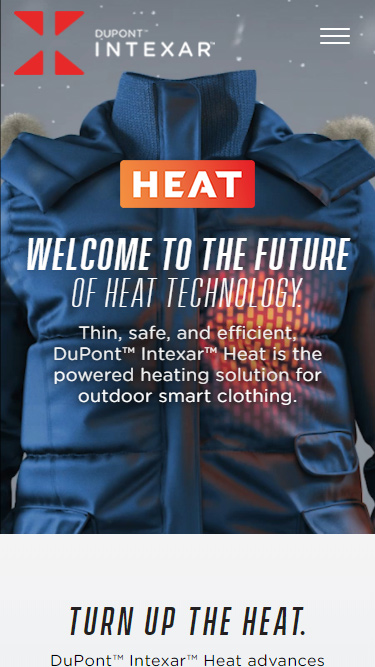 DUPONT™
INTEXAR™
HEAT
WELCOME TO THE FUTURE
OF HEAT TECHNOLOGY.
Thin, safe, and efficient,
DuPont™ Intexar™ Heat is the
powered heating solution for
outdoor smart clothing.
TURN UP THE HEAT.
DuPont™ Intexar™ Heat advances